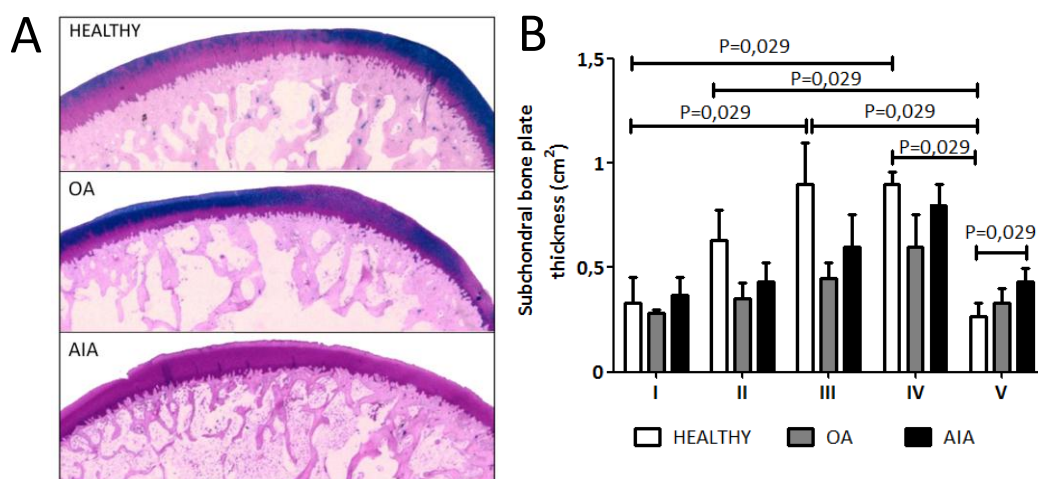 A
HEALTHY
OA
AIA
B
Subchondral bone plate
thickness (cm²)
1,5
1
0,5
0
P=0,029
P=0,029
P=0,029
P=0,029
P=0,029
P=0,029
I
II
III
IV
V
HEALTHY
OA
AIA